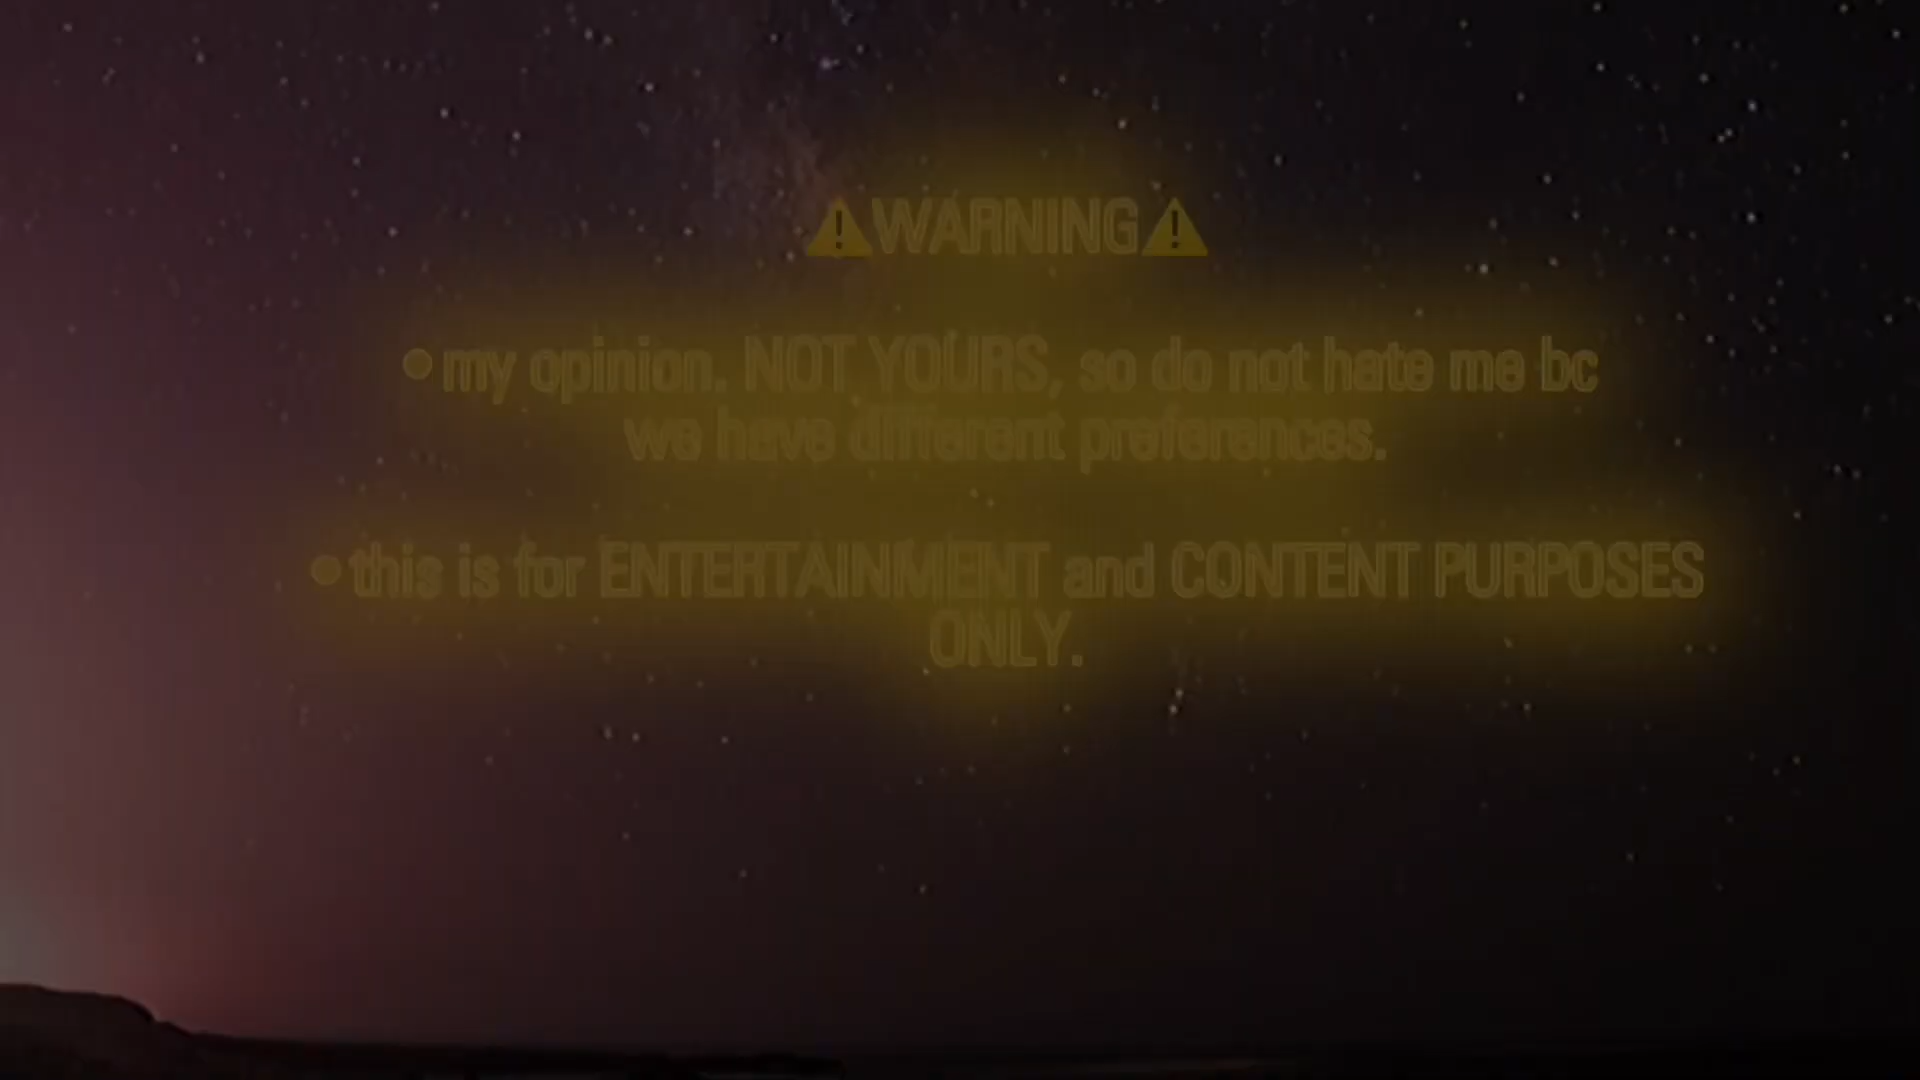 ⚠WARNING⚠
•my opinion. NOT YOURS, so do not hate me bc
we have different preferences.
•this is for ENTERTAINMENT and CONTENT PURPOSES
ONLY.